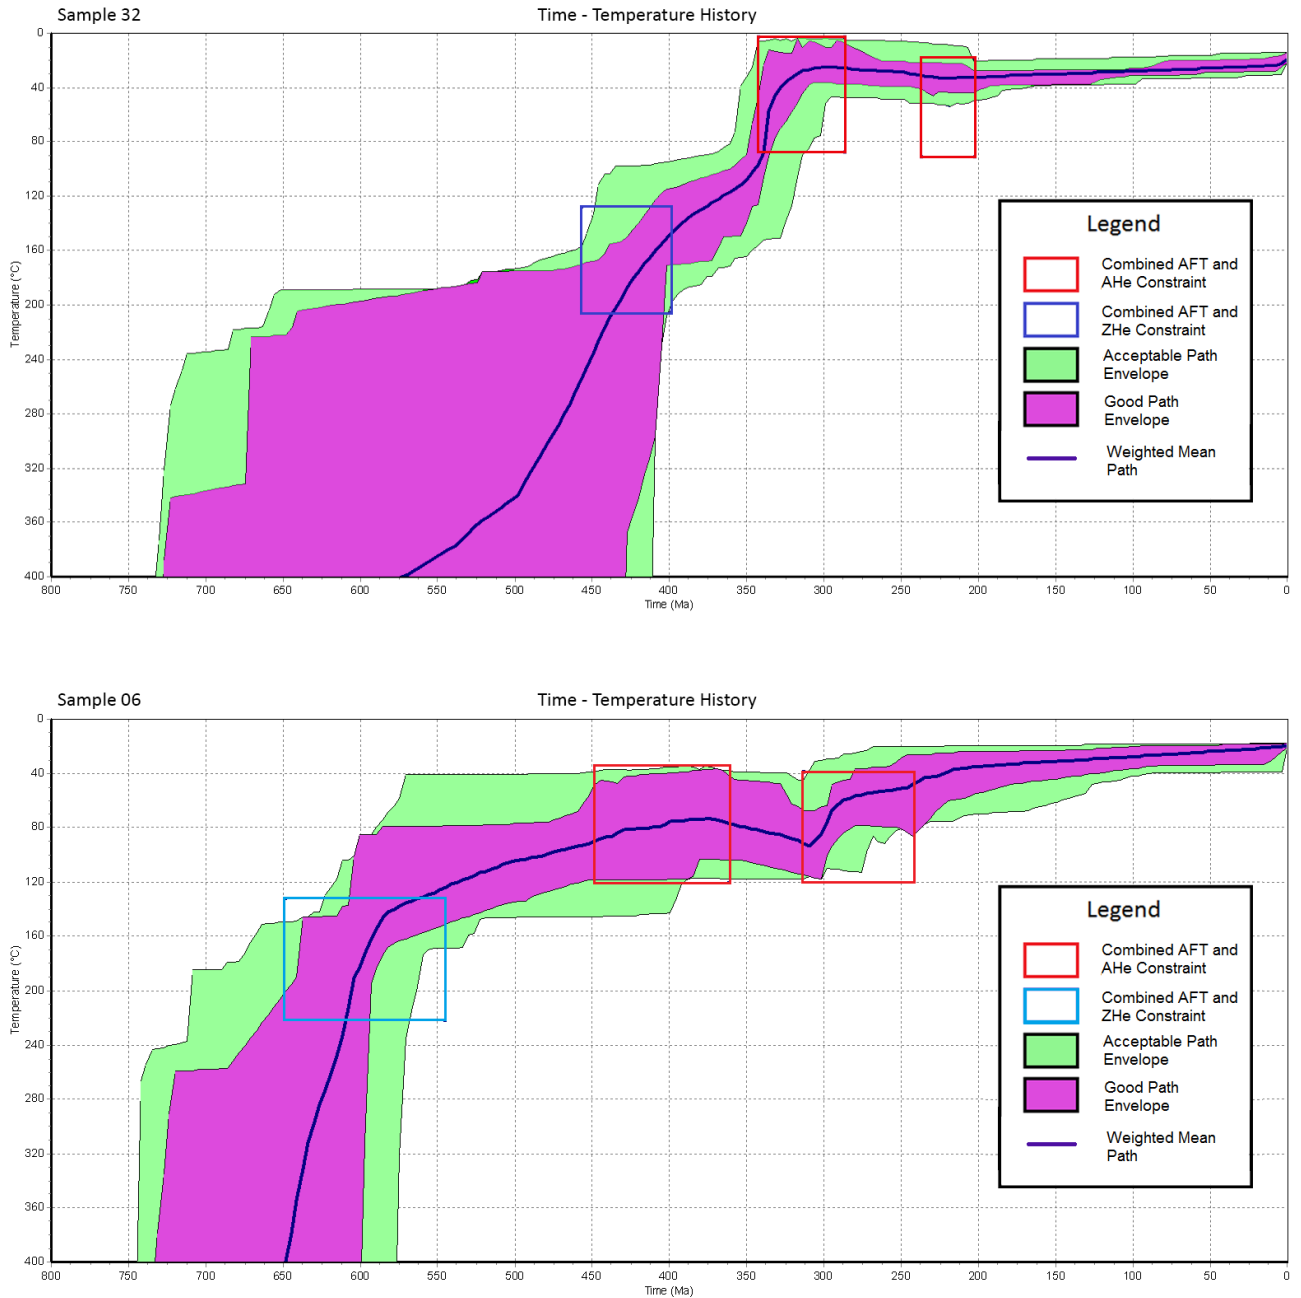 Sample 32 Time - Temperature History
0
40
80
120
160
200
240
280
320
360
400
Temperature (°C)
800 750 700 650 600 550 500 450 400 350 300 250 200 150 100 50 0
Time (Ma)
Legend
Combined AFT and
AHe Constraint
Combined AFT and
ZHe Constraint
Acceptable Path
Envelope
Good Path
Envelope
Weighted Mean
Path
Sample 06 Time - Temperature History
0
40
80
120
160
200
240
280
320
360
400
Temperature (°C)
800 750 700 650 600 550 500 450 400 350 300 250 200 150 100 50 0
Time (Ma)
Legend
Combined AFT and
AHe Constraint
Combined AFT and
ZHe Constraint
Acceptable Path
Envelope
Good Path
Envelope
Weighted Mean
Path